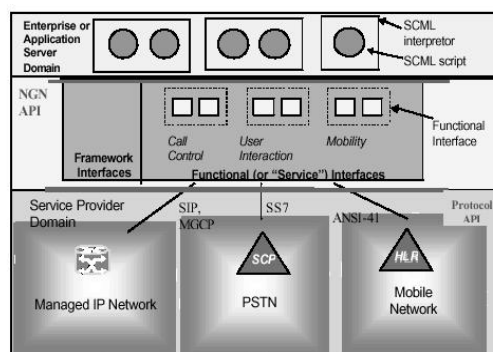 Enterprise or
Application
Server
Domain
SCML
interpretor
SCML script
NGN
API
Call
Control
User
Interaction
Mobility
Functional
Interface
Framework
Interfaces
Functional (or "Service") Interfaces
Service Provider
Domain
SIP,
MGCP
SS7
ANSI-41
Protocol
API
SCP
HLR
Managed IP Network
PSTN
Mobile
Network